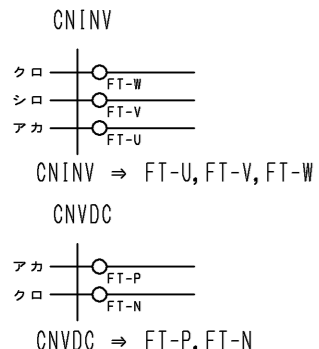 CNINV
クロ FT-W
シロ FT-V
アカ FT-U
CNINV ⇒ FT-U,FT-V,FT-W
CNVDC
アカ FT-P
クロ FT-N
CNVDC ⇒ FT-P,FT-N